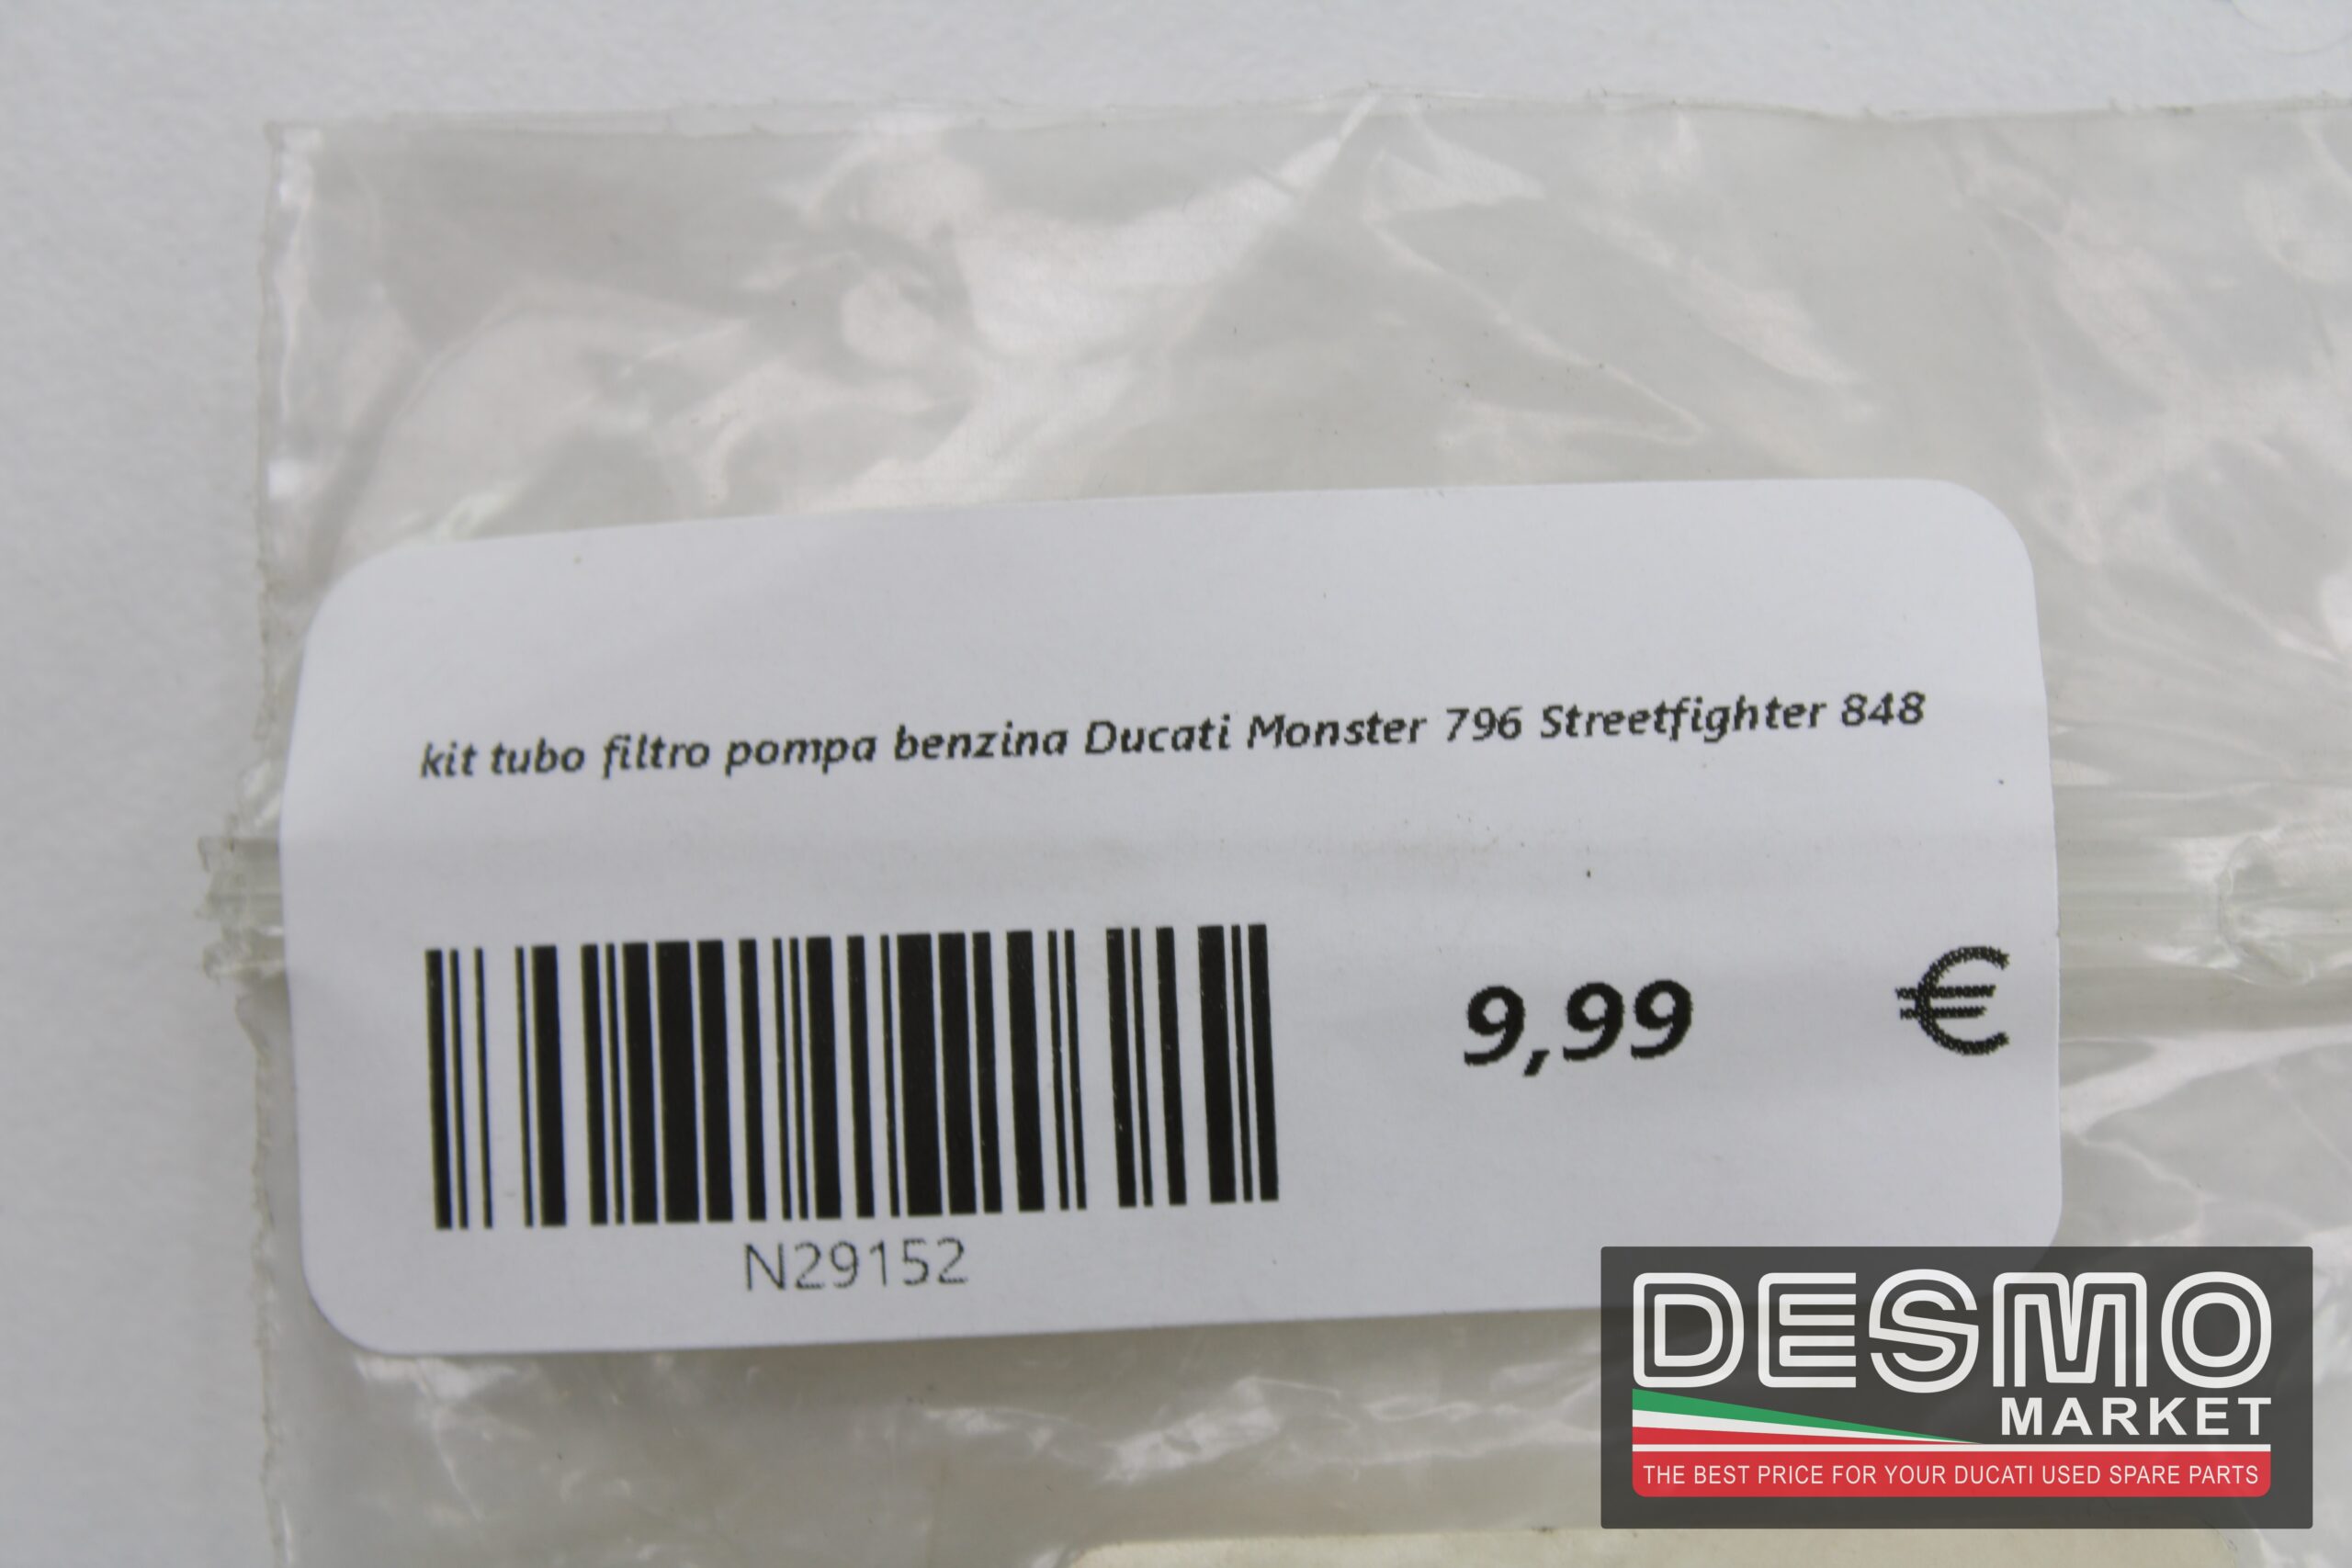 kit tubo filtro pompa benzina Ducati Monster 796 Streetfighter 848
9,99 €
N29152
DESMO
MARKET
THE BEST PRICE FOR YOUR DUCATI USED SPARE PARTS